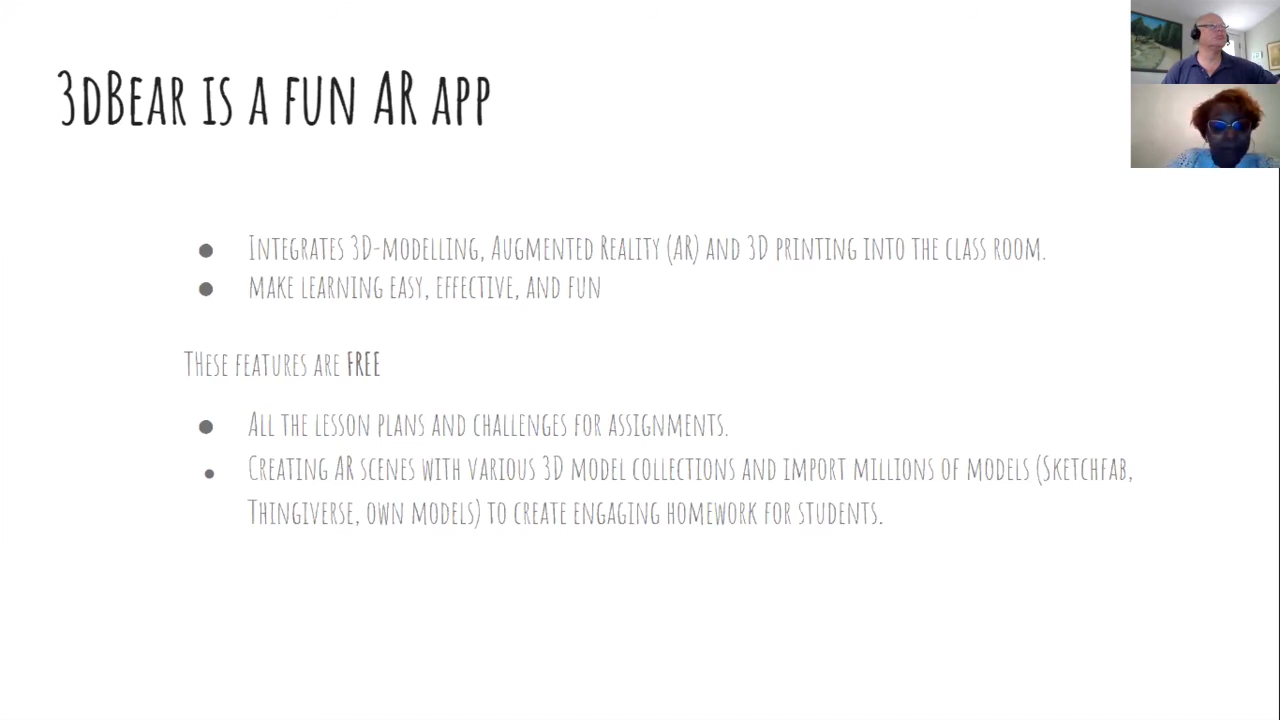 3dBear is a fun AR app
Integrates 3D-modelling, Augmented Reality (AR) and 3D printing into the class room.
make learning easy, effective, and fun
THese features are FREE
All the lesson plans and challenges for assignments.
Creating AR scenes with various 3D model collections and import millions of models (Sketchfab,
Thingiverse, own models) to create engaging homework for students.